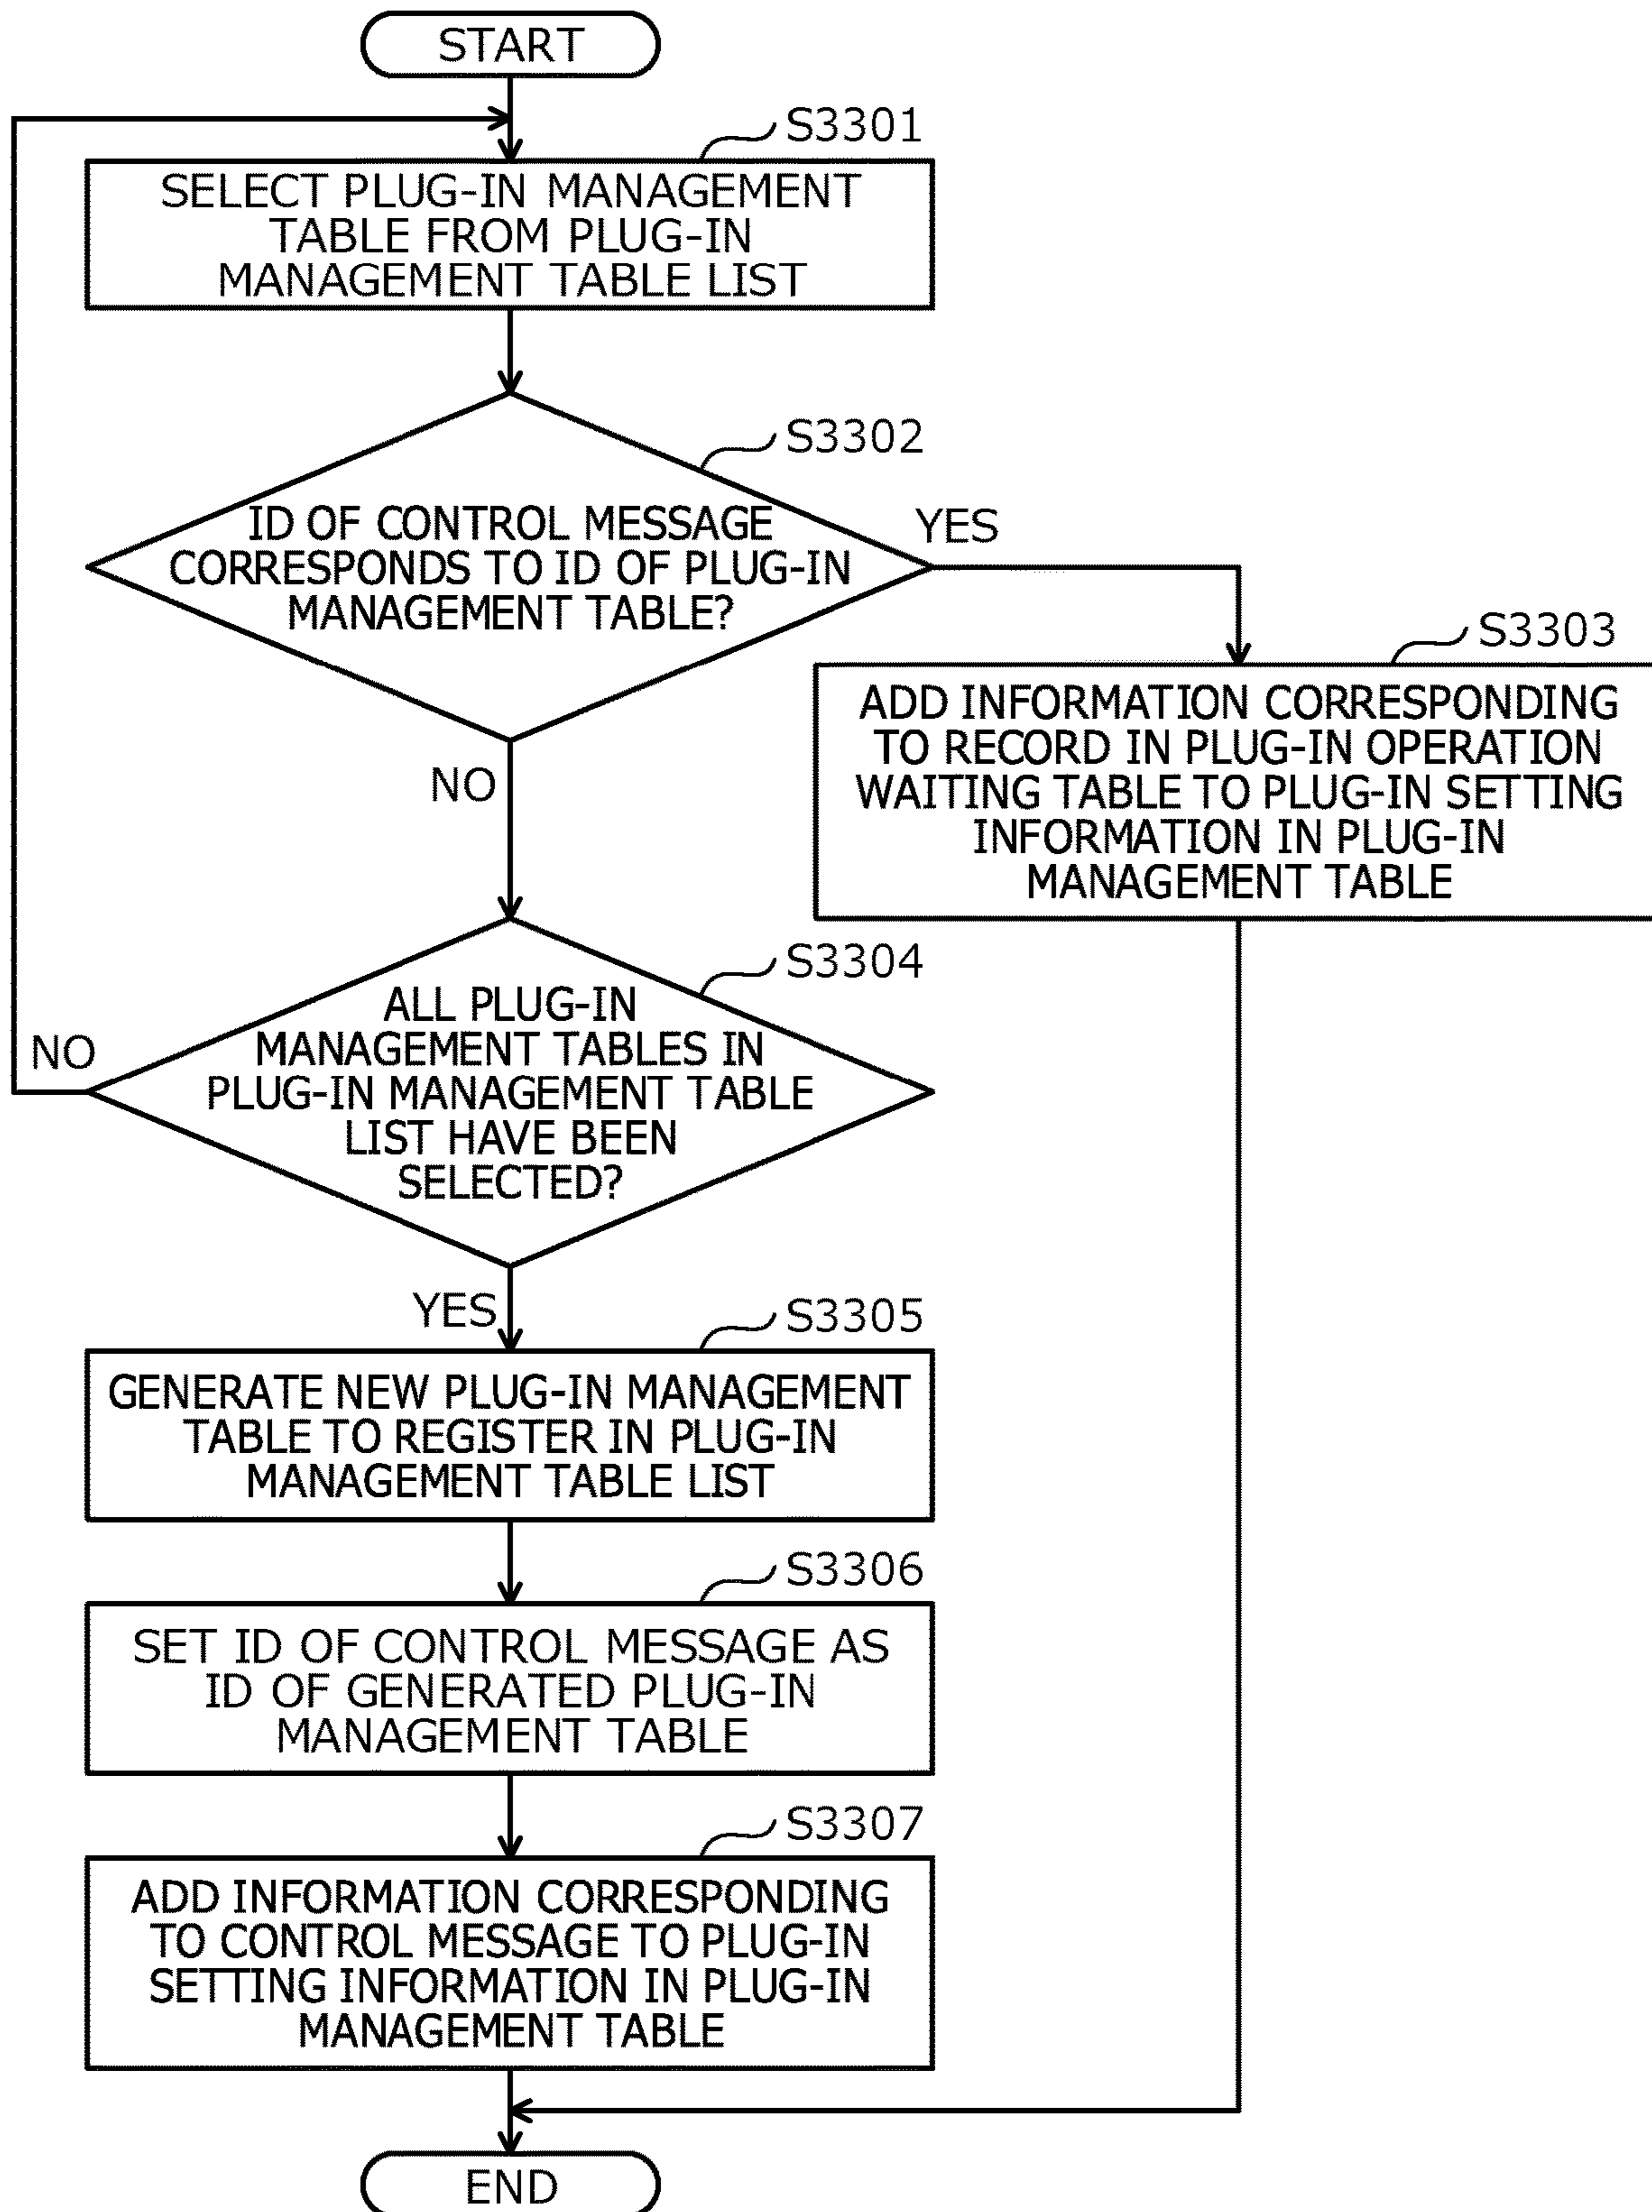 START
S3301
SELECT PLUG-IN MANAGEMENT
TABLE FROM PLUG-IN
MANAGEMENT TABLE LIST
S3302
ID OF CONTROL MESSAGE
CORRESPONDS TO ID OF PLUG-IN
MANAGEMENT TABLE?
YES
NO
S3303
ADD INFORMATION CORRESPONDING
TO RECORD IN PLUG-IN OPERATION
WAITING TABLE TO PLUG-IN SETTING
INFORMATION IN PLUG-IN
MANAGEMENT TABLE
S3304
ALL PLUG-IN
MANAGEMENT TABLES IN
PLUG-IN MANAGEMENT TABLE
LIST HAVE BEEN
SELECTED?
NO
YES
S3305
GENERATE NEW PLUG-IN MANAGEMENT
TABLE TO REGISTER IN PLUG-IN
MANAGEMENT TABLE LIST
S3306
SET ID OF CONTROL MESSAGE AS
ID OF GENERATED PLUG-IN
MANAGEMENT TABLE
S3307
ADD INFORMATION CORRESPONDING
TO CONTROL MESSAGE TO PLUG-IN
SETTING INFORMATION IN PLUG-IN
MANAGEMENT TABLE
END